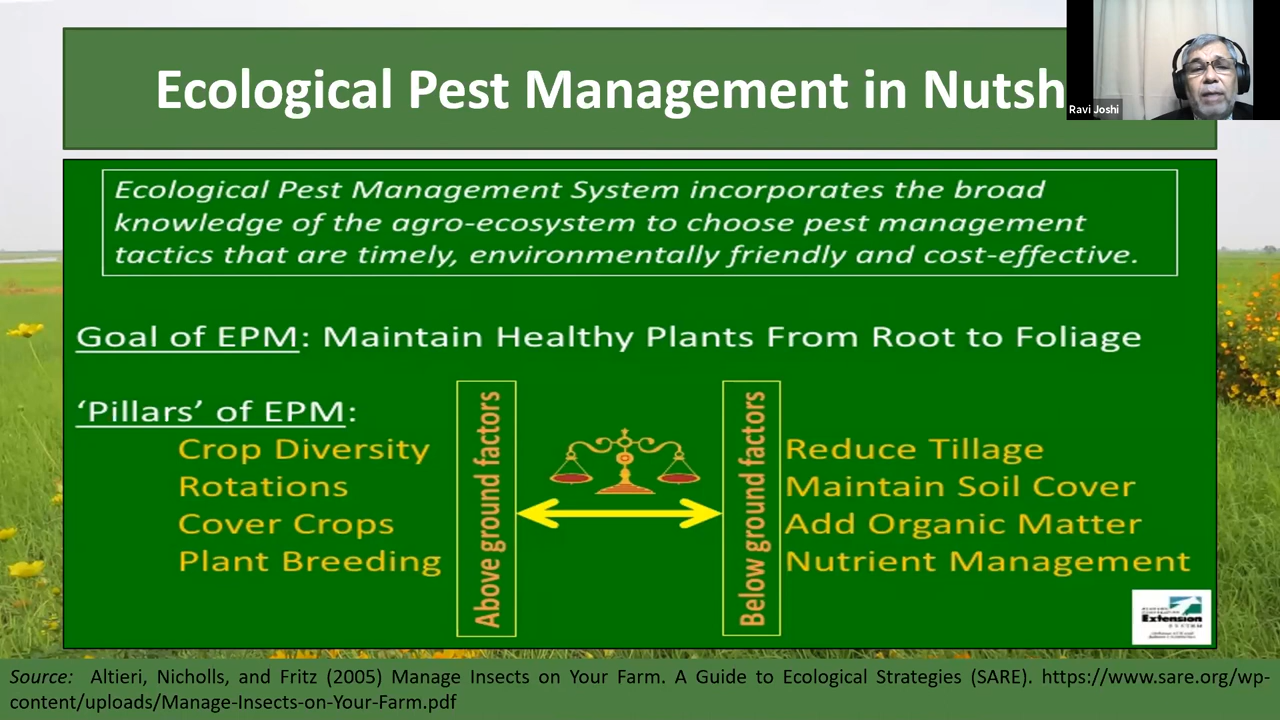 Ecological Pest Management in Nutsh
Ravi Joshi
Ecological Pest Management System incorporates the broad
knowledge of the agro-ecosystem to choose pest management
tactics that are timely, environmentally friendly and cost-effective.
Goal of EPM: Maintain Healthy Plants From Root to Foliage
‘Pillars’ of EPM:
Crop Diversity
Rotations
Cover Crops
Plant Breeding
Above ground factors
Below ground factors
Reduce Tillage
Maintain Soil Cover
Add Organic Matter
Nutrient Management
Extension
SYSTEM
Source: Altieri, Nicholls, and Fritz (2005) Manage Insects on Your Farm. A Guide to Ecological Strategies (SARE). https://www.sare.org/wp-
content/uploads/Manage-Insects-on-Your-Farm.pdf